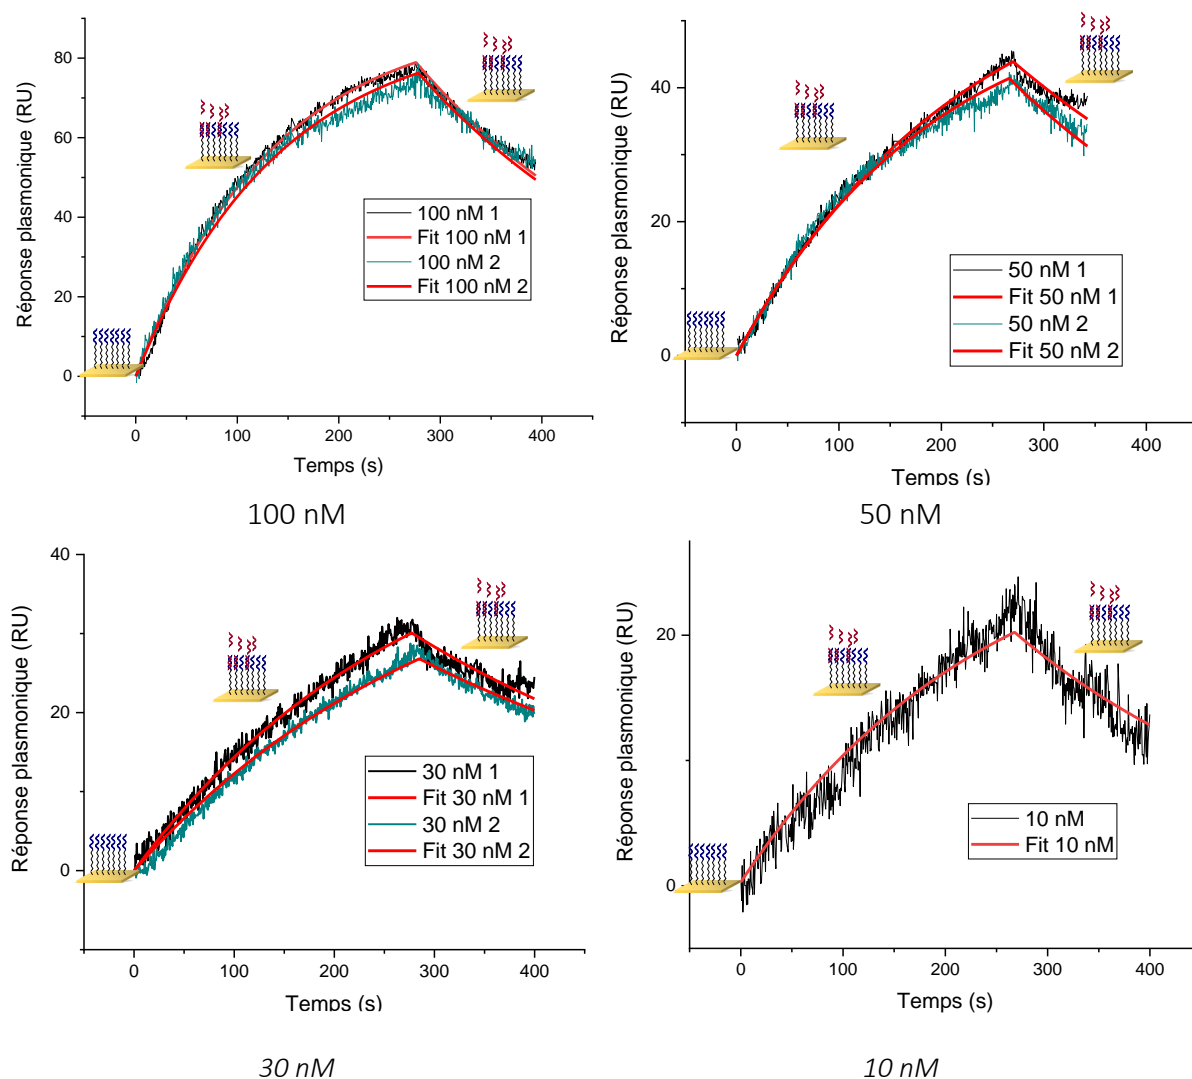 80
60
40
20
0
Réponse plasmonique (RU)
100 nM 1
Fit 100 nM 1
100 nM 2
Fit 100 nM 2
0 100 200 300 400
Temps (s)
100 nM
40
20
0
Réponse plasmonique (RU)
50 nM 1
Fit 50 nM 1
50 nM 2
Fit 50 nM 2
0 100 200 300 400
Temps (s)
50 nM
40
20
0
Réponse plasmonique (RU)
30 nM 1
Fit 30 nM 1
30 nM 2
Fit 30 nM 2
0 100 200 300 400
Temps (s)
30 nM
20
0
Réponse plasmonique (RU)
10 nM
Fit 10 nM
0 100 200 300 400
Temps (s)
10 nM